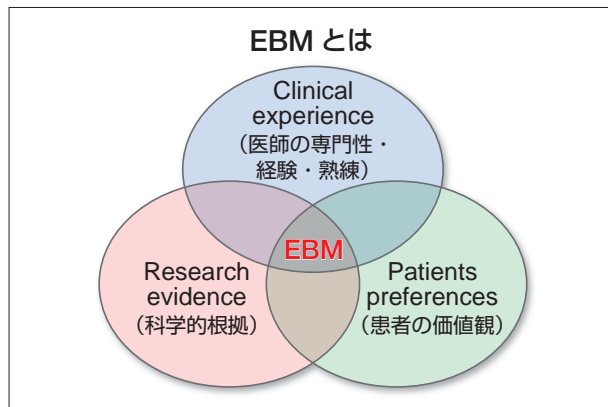 EBM とは
Clinical
experience
（医師の専門性・
経験・熟練）
EBM
Research
evidence
（科学的根拠）
Patients
preferences
（患者の価値観）